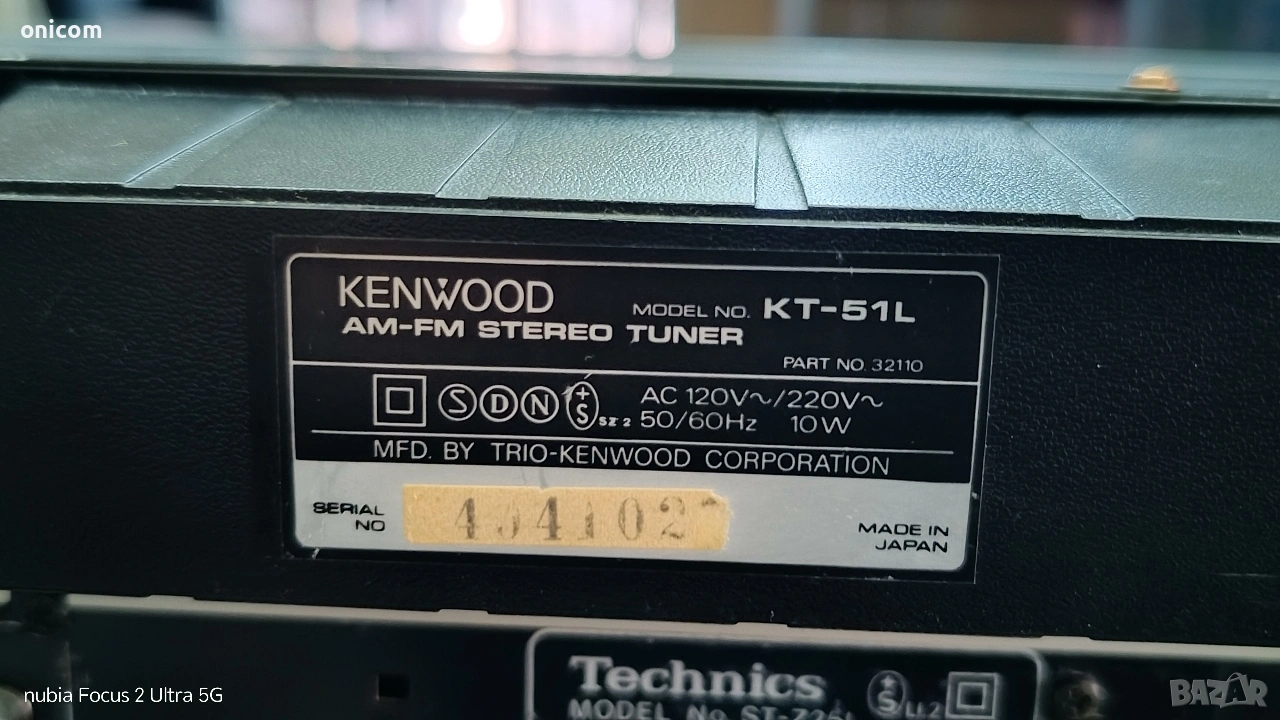 onicom
KENWOOD MODEL NO. KT-51L
AM-FM STEREO TUNER
PART NO. 32110
S D N +S SZ 2 AC 120V~/220V~
50/60Hz 10W
MFD. BY TRIO-KENWOOD CORPORATION
SERIAL NO
MADE IN JAPAN
Technics
MODEL No.
nubia Focus 2 Ultra 5G
BAZAR